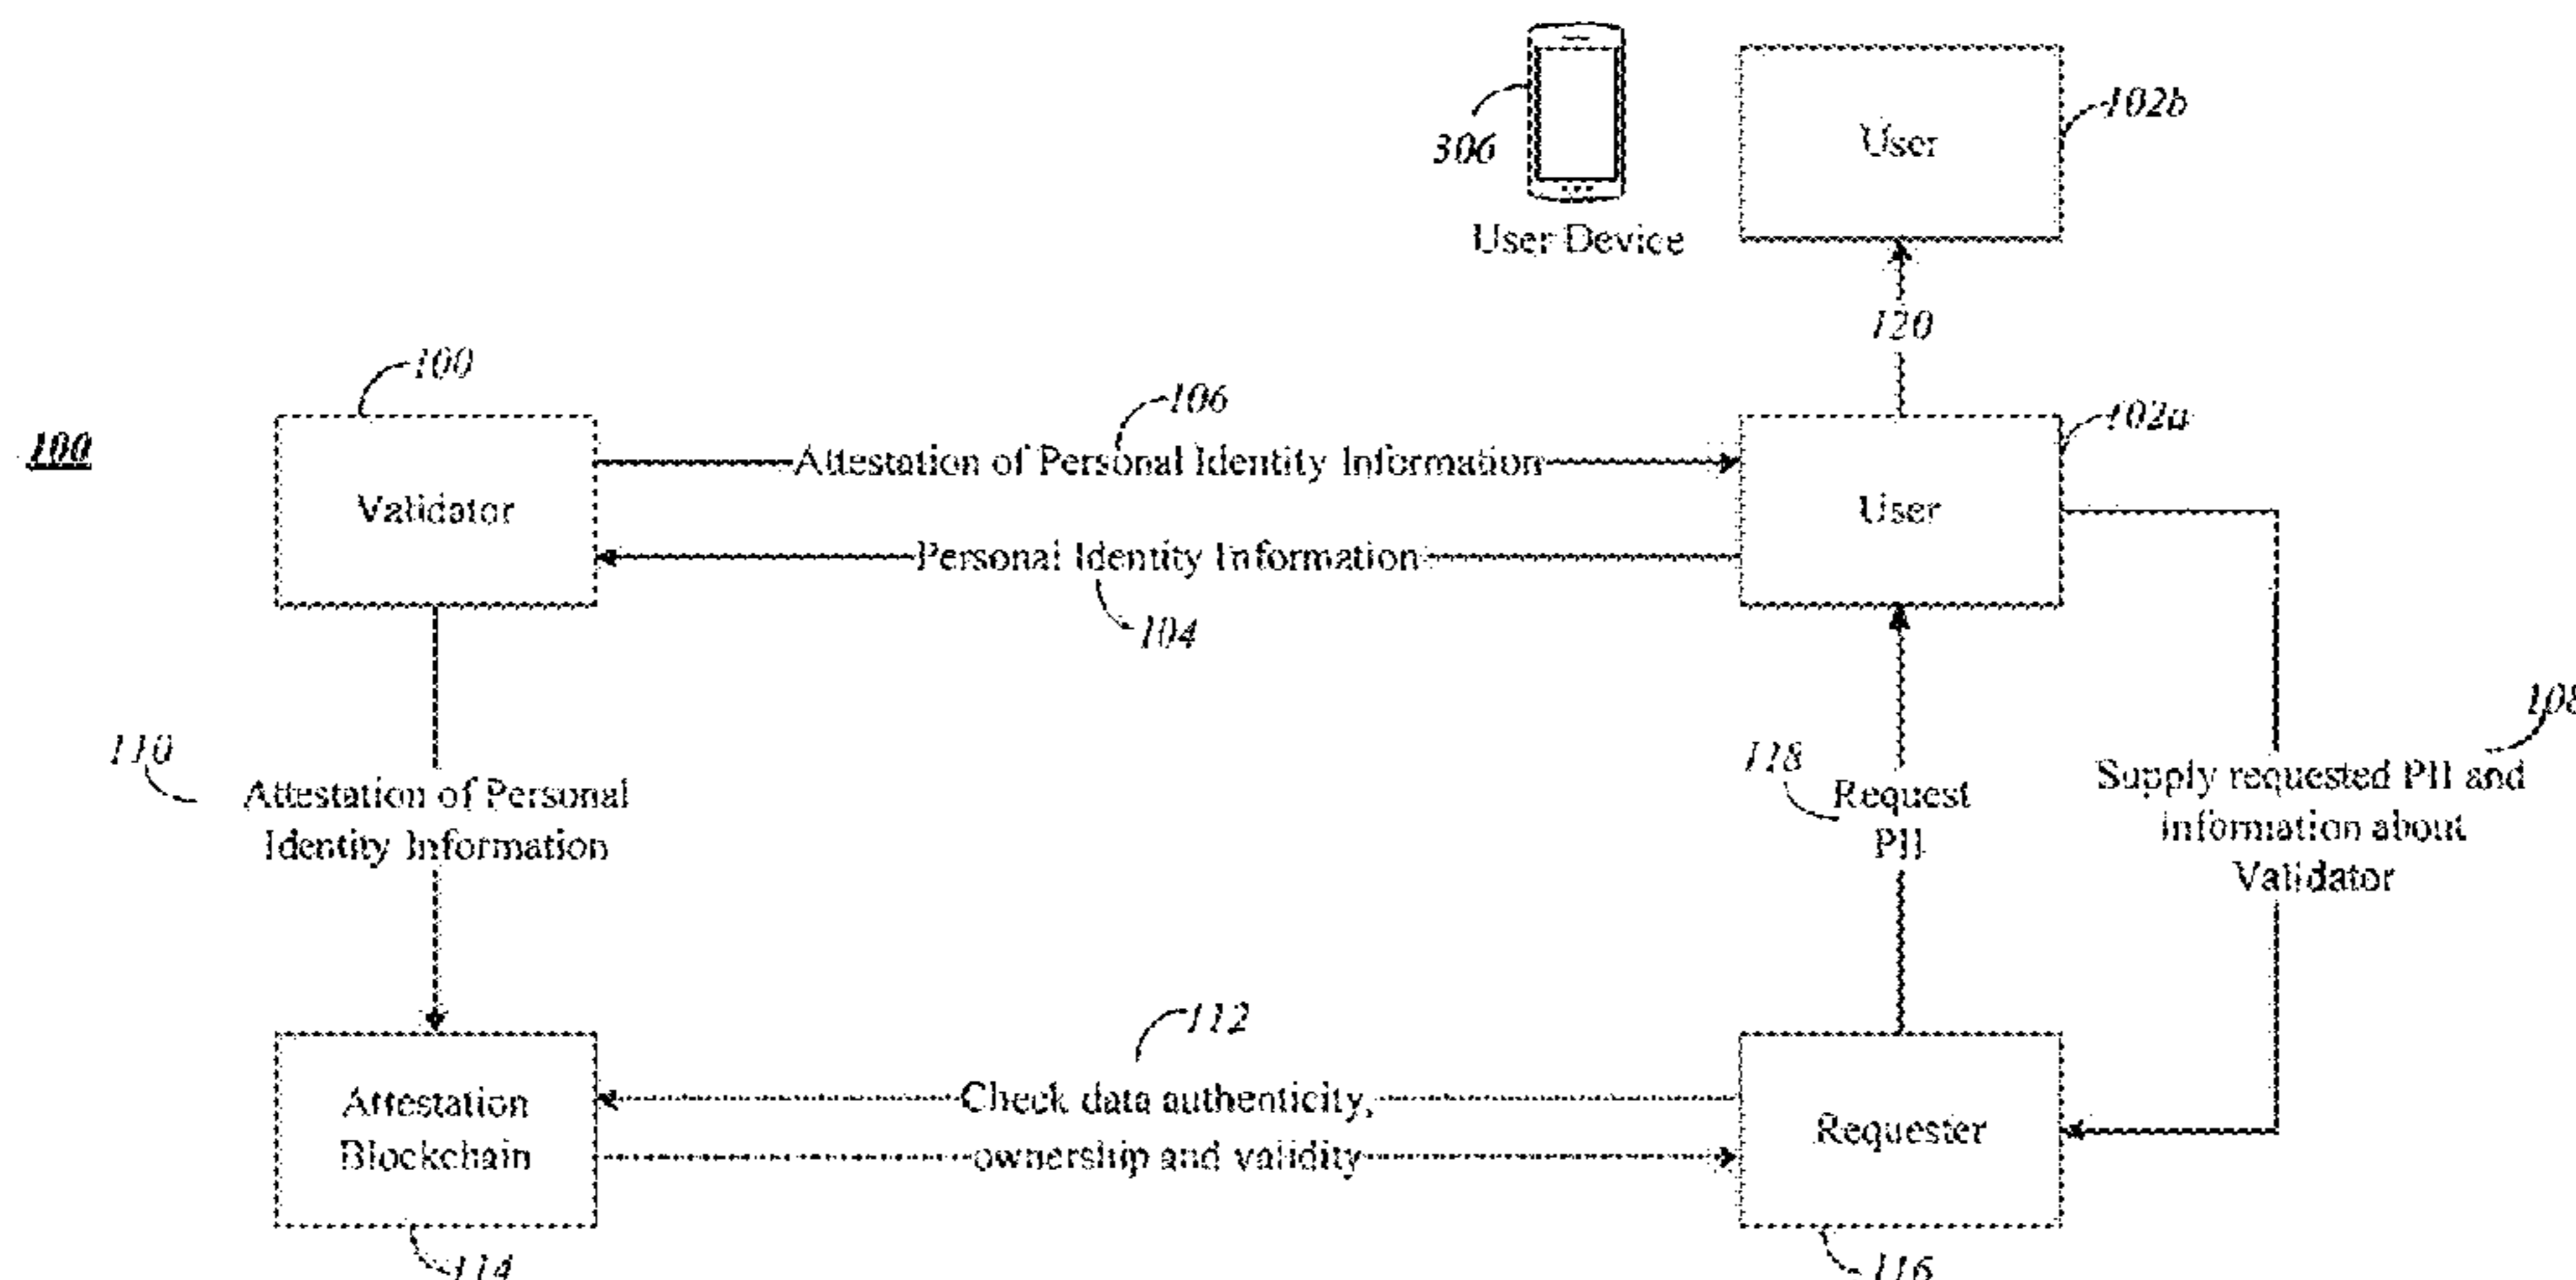 306
User Device
User
102b
120
100
100
Validator
106
Attestation of Personal Identity Information
Personal Identity Information
104
User
102a
110
Attestation of Personal
Identity Information
118
Request
PII
108
Supply requested PII and
information about
Validator
112
Check data authenticity,
ownership and validity
Attestation
Blockchain
114
Requester
116